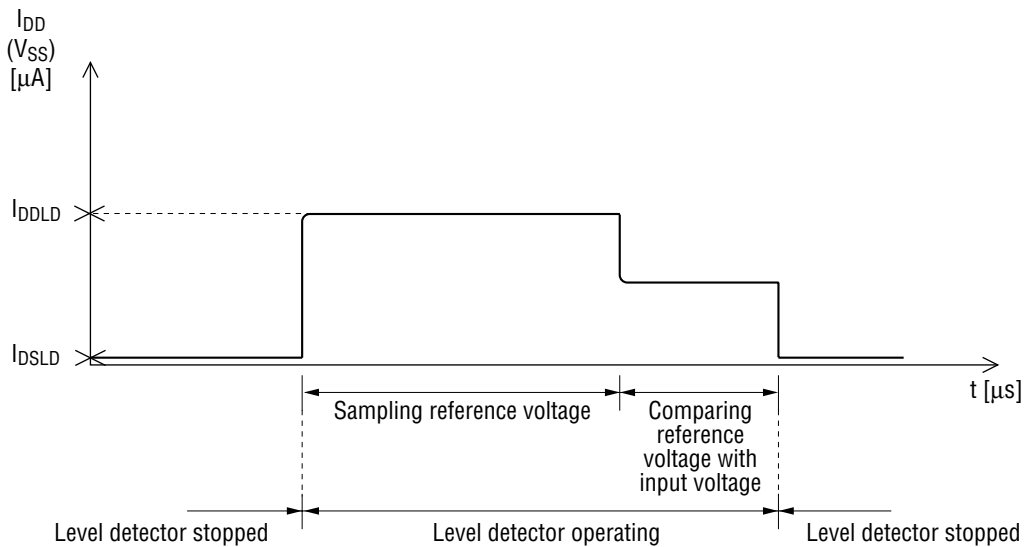 IDD
(VSS)
[μA]
IDDLD
IDSLD
t [μs]
Sampling reference voltage
Comparing
reference
voltage with
input voltage
Level detector stopped
Level detector operating
Level detector stopped